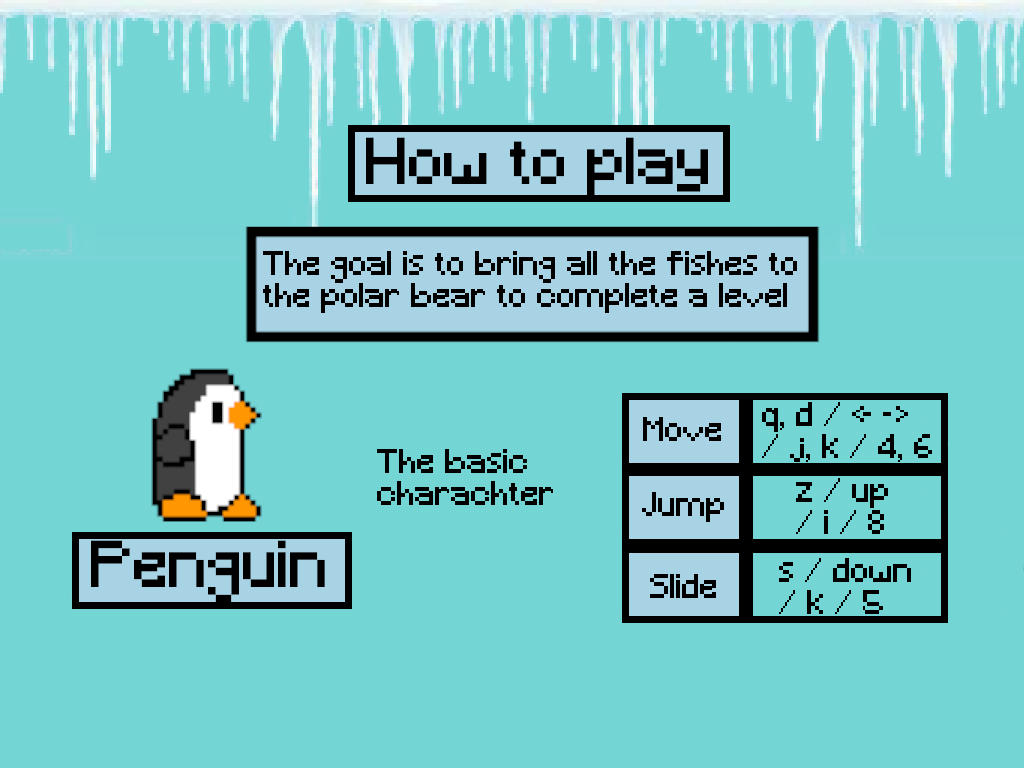 How to play
The goal is to bring all the fishes to
the polar bear to complete a level
The basic
charachter
Penguin
Move
q, d / <- ->
/ j, k / 4, 6
Jump
z / up
/ i / 8
Slide
s / down
/ k / 5